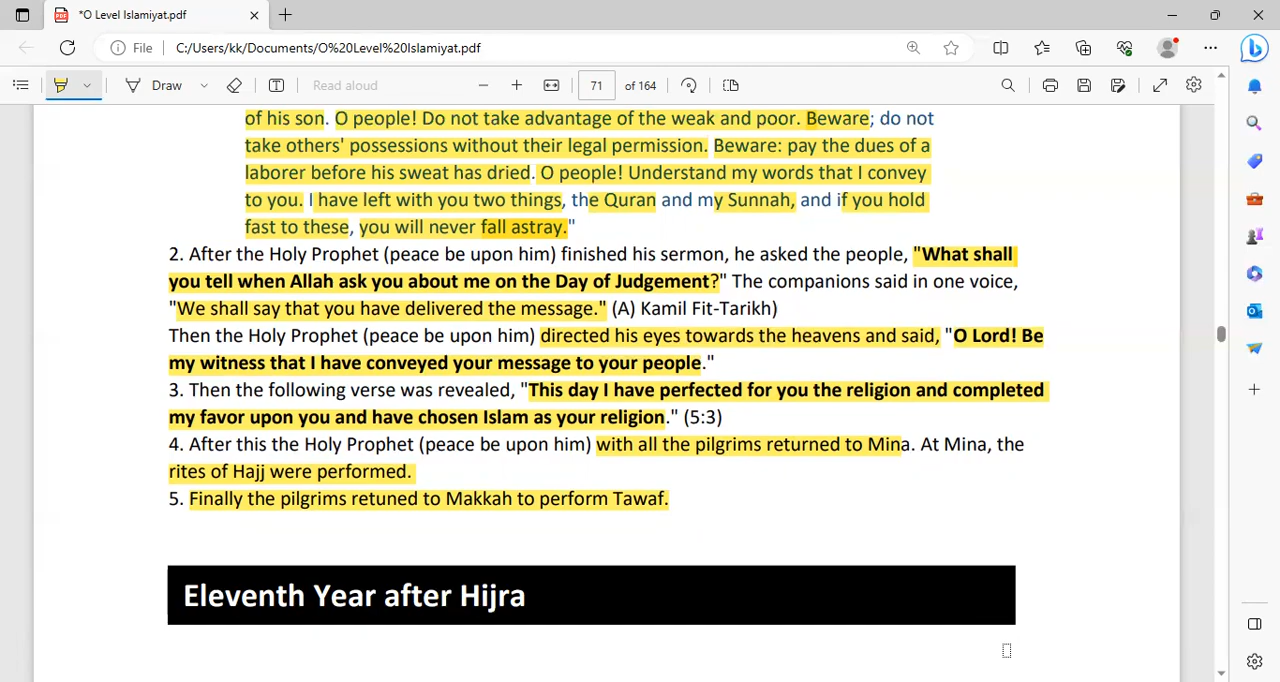 *O Level Islamiyat.pdf
File C:/Users/kk/Documents/O%20Level%20Islamiyat.pdf
Draw Read aloud 71 of 164
of his son. O people! Do not take advantage of the weak and poor. Beware; do not
take others' possessions without their legal permission. Beware: pay the dues of a
laborer before his sweat has dried. O people! Understand my words that I convey
to you. I have left with you two things, the Quran and my Sunnah, and if you hold
fast to these, you will never fall astray."
2. After the Holy Prophet (peace be upon him) finished his sermon, he asked the people, "What shall
you tell when Allah ask you about me on the Day of Judgement?" The companions said in one voice,
"We shall say that you have delivered the message." (A) Kamil Fit-Tarikh)
Then the Holy Prophet (peace be upon him) directed his eyes towards the heavens and said, "O Lord! Be
my witness that I have conveyed your message to your people."
3. Then the following verse was revealed, "This day I have perfected for you the religion and completed
my favor upon you and have chosen Islam as your religion." (5:3)
4. After this the Holy Prophet (peace be upon him) with all the pilgrims returned to Mina. At Mina, the
rites of Hajj were performed.
5. Finally the pilgrims retuned to Makkah to perform Tawaf.
Eleventh Year after Hijra